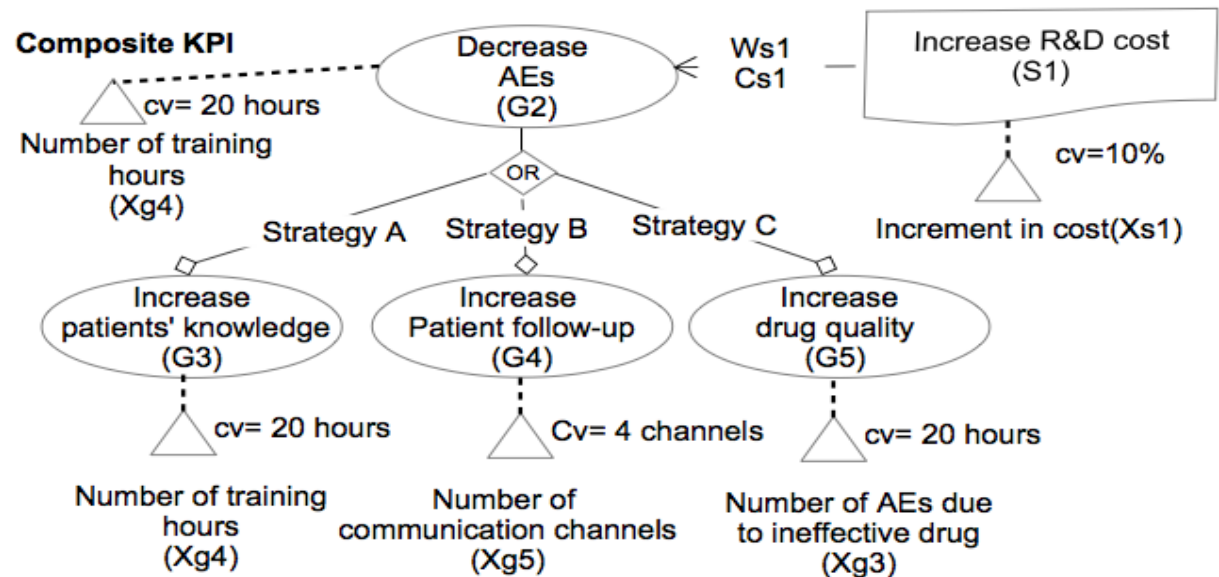 Composite KPI
cv= 20 hours
Number of training
hours
(Xg4)
Decrease
AEs
(G2)
Ws1
Cs1
Increase R&D cost
(S1)
cv=10%
Increment in cost(Xs1)
OR
Strategy A
Strategy B
Strategy C
Increase
patients' knowledge
(G3)
Increase
Patient follow-up
(G4)
Increase
drug quality
(G5)
cv= 20 hours
Cv= 4 channels
cv= 20 hours
Number of training
hours
(Xg4)
Number of
communication channels
(Xg5)
Number of AEs due
to ineffective drug
(Xg3)